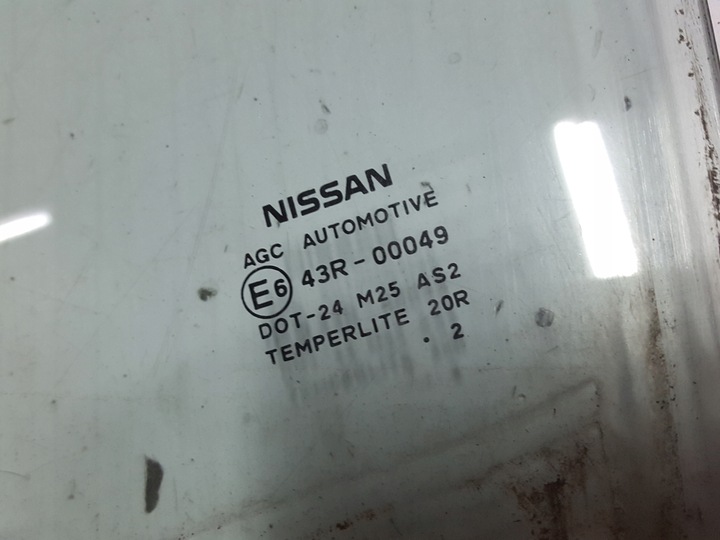 NISSAN
AGC AUTOMOTIVE
E6 43R-00049
DOT-24 M25 AS2
TEMPERLITE 20R
. 2